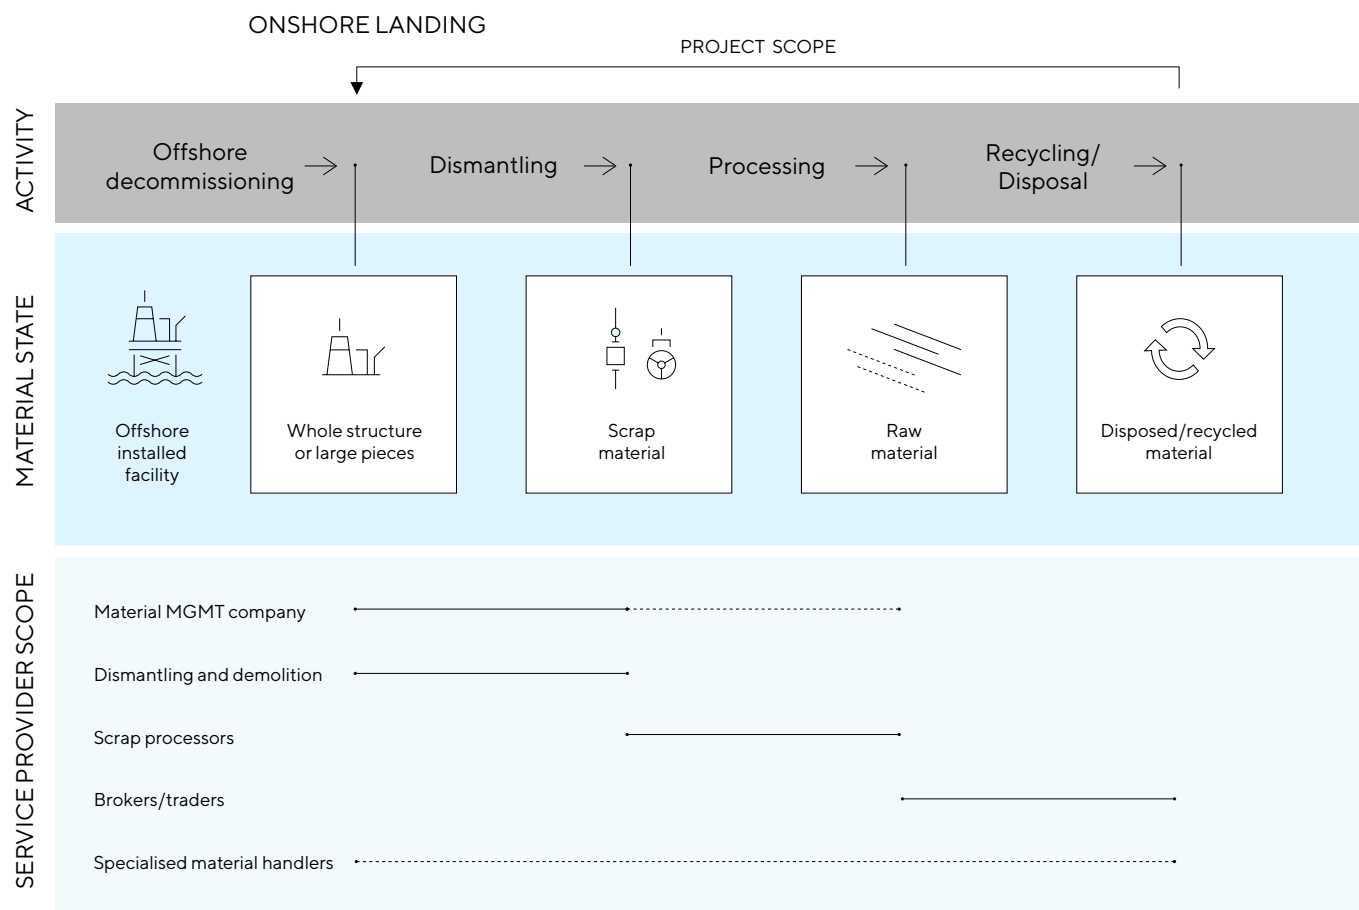 ONSHORE LANDING
PROJECT SCOPE
ACTIVITY
Offshore
decommissioning
Dismantling
Processing
Recycling/
Disposal
MATERIAL STATE
Offshore
installed
facility
Whole structure
or large pieces
Scrap
material
Raw
material
Disposed/recycled
material
SERVICE PROVIDER SCOPE
Material MGMT company
Dismantling and demolition
Scrap processors
Brokers/traders
Specialised material handlers